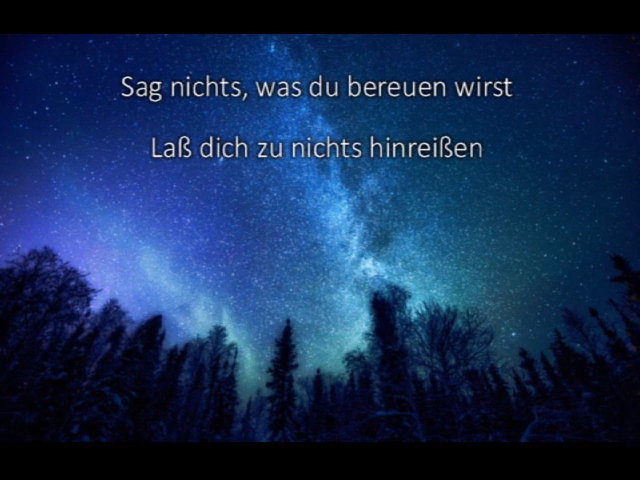 Sag nichts, was du bereuen wirst
Laß dich zu nichts hinreißen